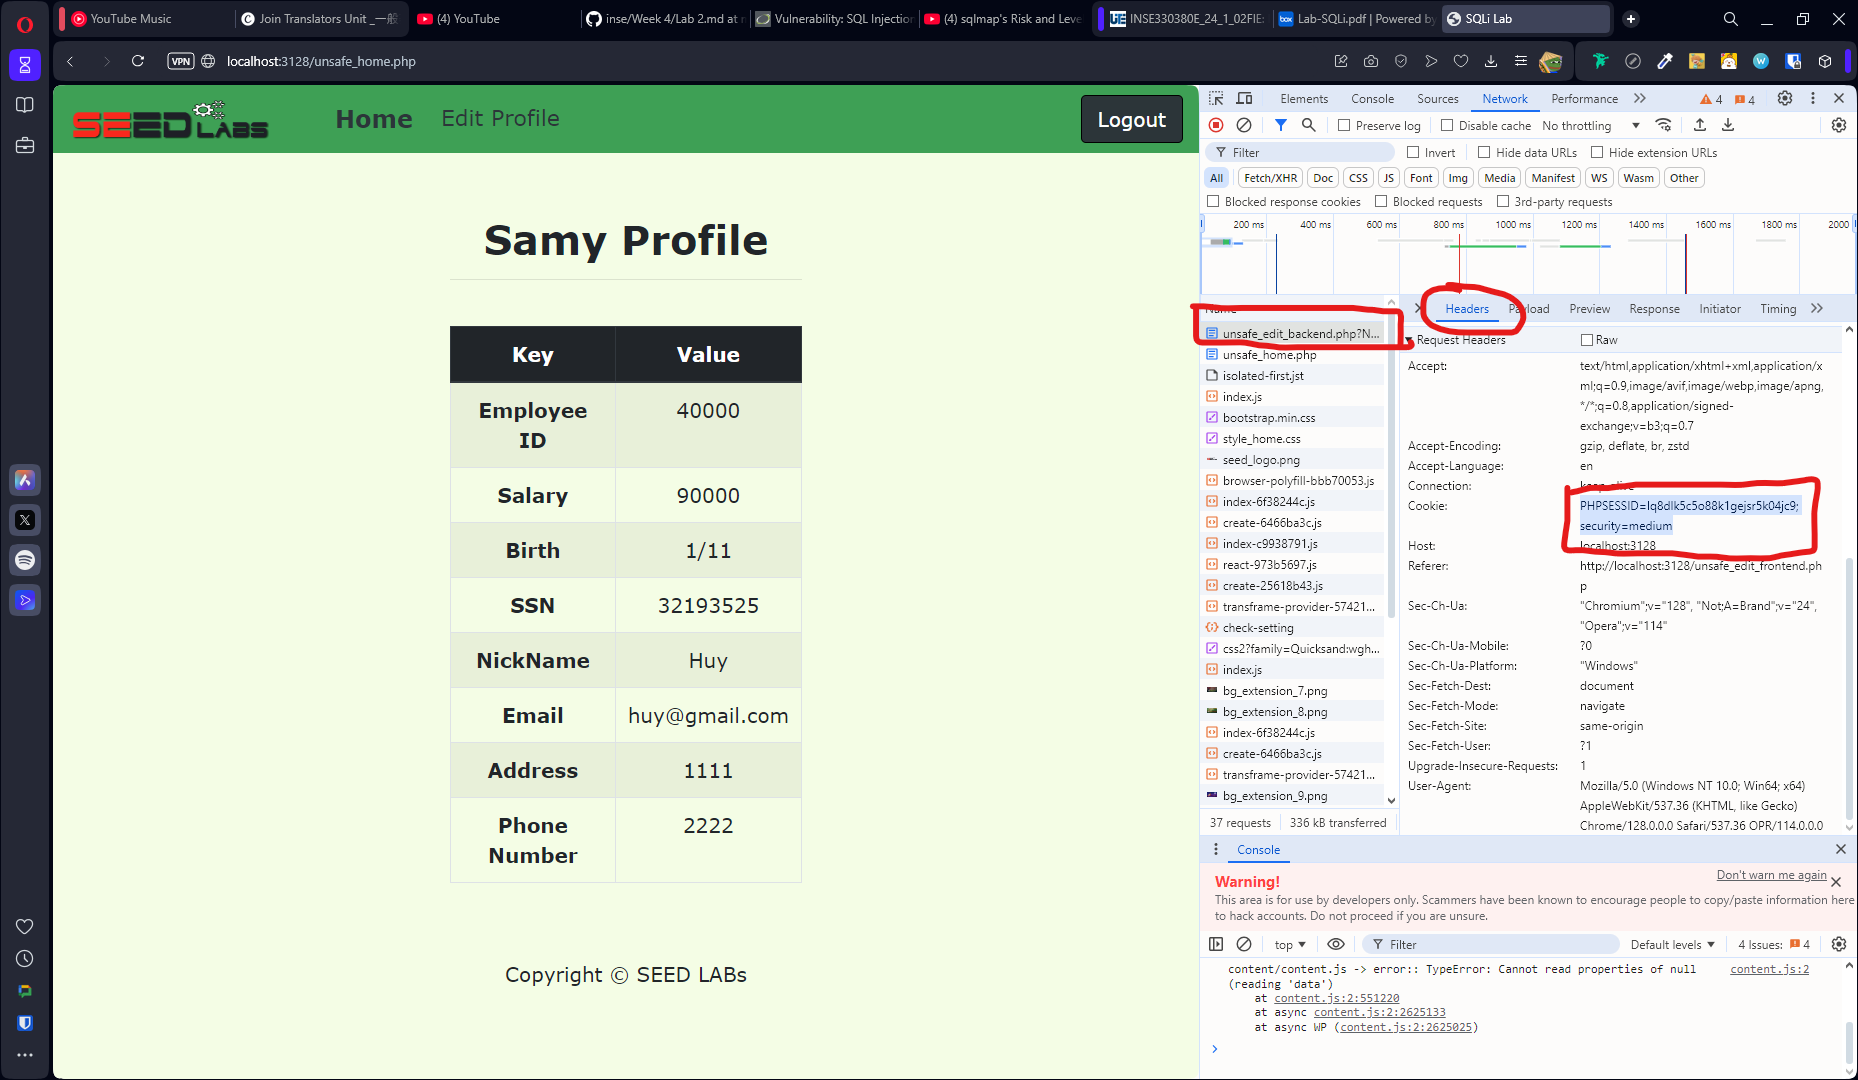 YouTube Music
Join Translators Unit _一般
(4) YouTube
inse/Week 4/Lab 2.md at r
Vulnerability: SQL Injection
(4) sqlmap's Risk and Leve
INSE330380E_24_1_02FIE:
Lab-SQLi.pdf | Powered by
SQLi Lab
VPN
localhost:3128/unsafe_home.php
SEED LABS
Home
Edit Profile
Logout
Samy Profile
Key Value
Employee ID 40000
Salary 90000
Birth 1/11
SSN 32193525
NickName Huy
Email huy@gmail.com
Address 1111
Phone Number 2222
Copyright © SEED LABs
Elements Console Sources Network Performance 4 4
Preserve log Disable cache No throttling
Filter Invert Hide data URLs Hide extension URLs
All Fetch/XHR Doc CSS JS Font Img Media Manifest WS Wasm Other
Blocked response cookies Blocked requests 3rd-party requests
200 ms 400 ms 600 ms 800 ms 1000 ms 1200 ms 1400 ms 1600 ms 1800 ms 2000
Name
unsafe_edit_backend.php?N...
unsafe_home.php
isolated-first.jst
index.js
bootstrap.min.css
style_home.css
seed_logo.png
browser-polyfill-bbb70053.js
index-6f38244c.js
create-6466ba3c.js
index-c9938791.js
react-973b5697.js
create-25618b43.js
transframe-provider-57421...
check-setting
css2?family=Quicksand:wgh...
index.js
bg_extension_7.png
bg_extension_8.png
index-6f38244c.js
create-6466ba3c.js
transframe-provider-57421...
bg_extension_9.png
37 requests 336 kB transferred
Headers Payload Preview Response Initiator Timing
Request Headers Raw
Accept: text/html,application/xhtml+xml,application/x
ml;q=0.9,image/avif,image/webp,image/apng,
*/*;q=0.8,application/signed-
exchange;v=b3;q=0.7
Accept-Encoding: gzip, deflate, br, zstd
Accept-Language: en
Connection: keep-alive
Cookie: PHPSESSID=lq8dlk5c5o88k1gejsr5k04jc9;
security=medium
Host: localhost:3128
Referer: http://localhost:3128/unsafe_edit_frontend.ph
p
Sec-Ch-Ua: "Chromium";v="128", "Not;A=Brand";v="24",
"Opera";v="114"
Sec-Ch-Ua-Mobile: ?0
Sec-Ch-Ua-Platform: "Windows"
Sec-Fetch-Dest: document
Sec-Fetch-Mode: navigate
Sec-Fetch-Site: same-origin
Sec-Fetch-User: ?1
Upgrade-Insecure-Requests: 1
User-Agent: Mozilla/5.0 (Windows NT 10.0; Win64; x64)
AppleWebKit/537.36 (KHTML, like Gecko)
Chrome/128.0.0.0 Safari/537.36 OPR/114.0.0.0
Console
Warning! Don't warn me again
This area is for use by developers only. Scammers have been known to encourage people to copy/paste information here
to hack accounts. Do not proceed if you are unsure.
top Filter Default levels 4 Issues: 4
content/content.js -> error:: TypeError: Cannot read properties of null content.js:2
(reading 'data')
at content.js:2:551220
at async content.js:2:2625133
at async WP (content.js:2:2625025)